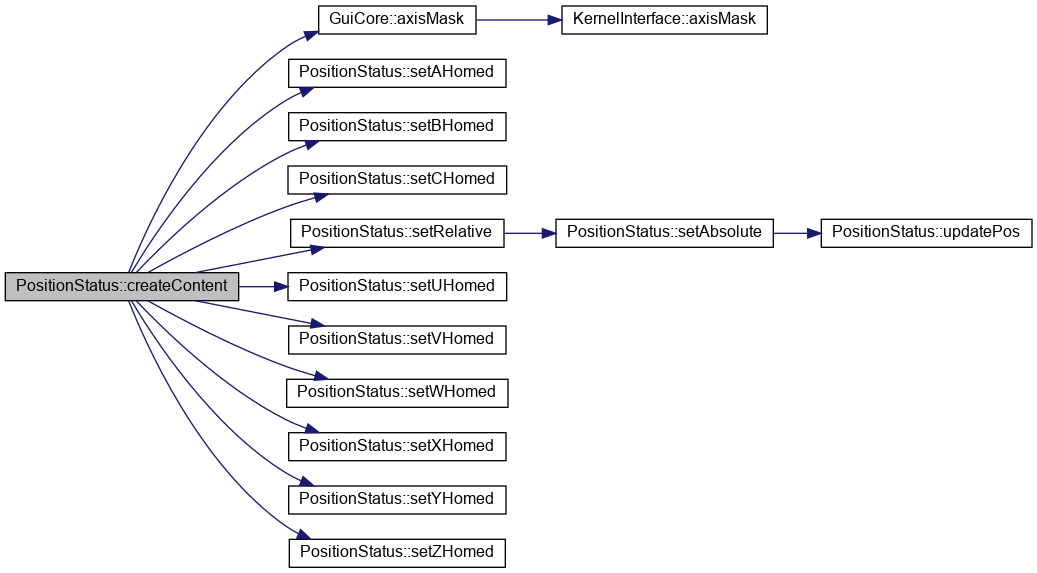 GuiCore::axisMask
KernelInterface::axisMask
PositionStatus::setAHomed
PositionStatus::setBHomed
PositionStatus::setCHomed
PositionStatus::setRelative
PositionStatus::setAbsolute
PositionStatus::updatePos
PositionStatus::createContent
PositionStatus::setUHomed
PositionStatus::setVHomed
PositionStatus::setWHomed
PositionStatus::setXHomed
PositionStatus::setYHomed
PositionStatus::setZHomed